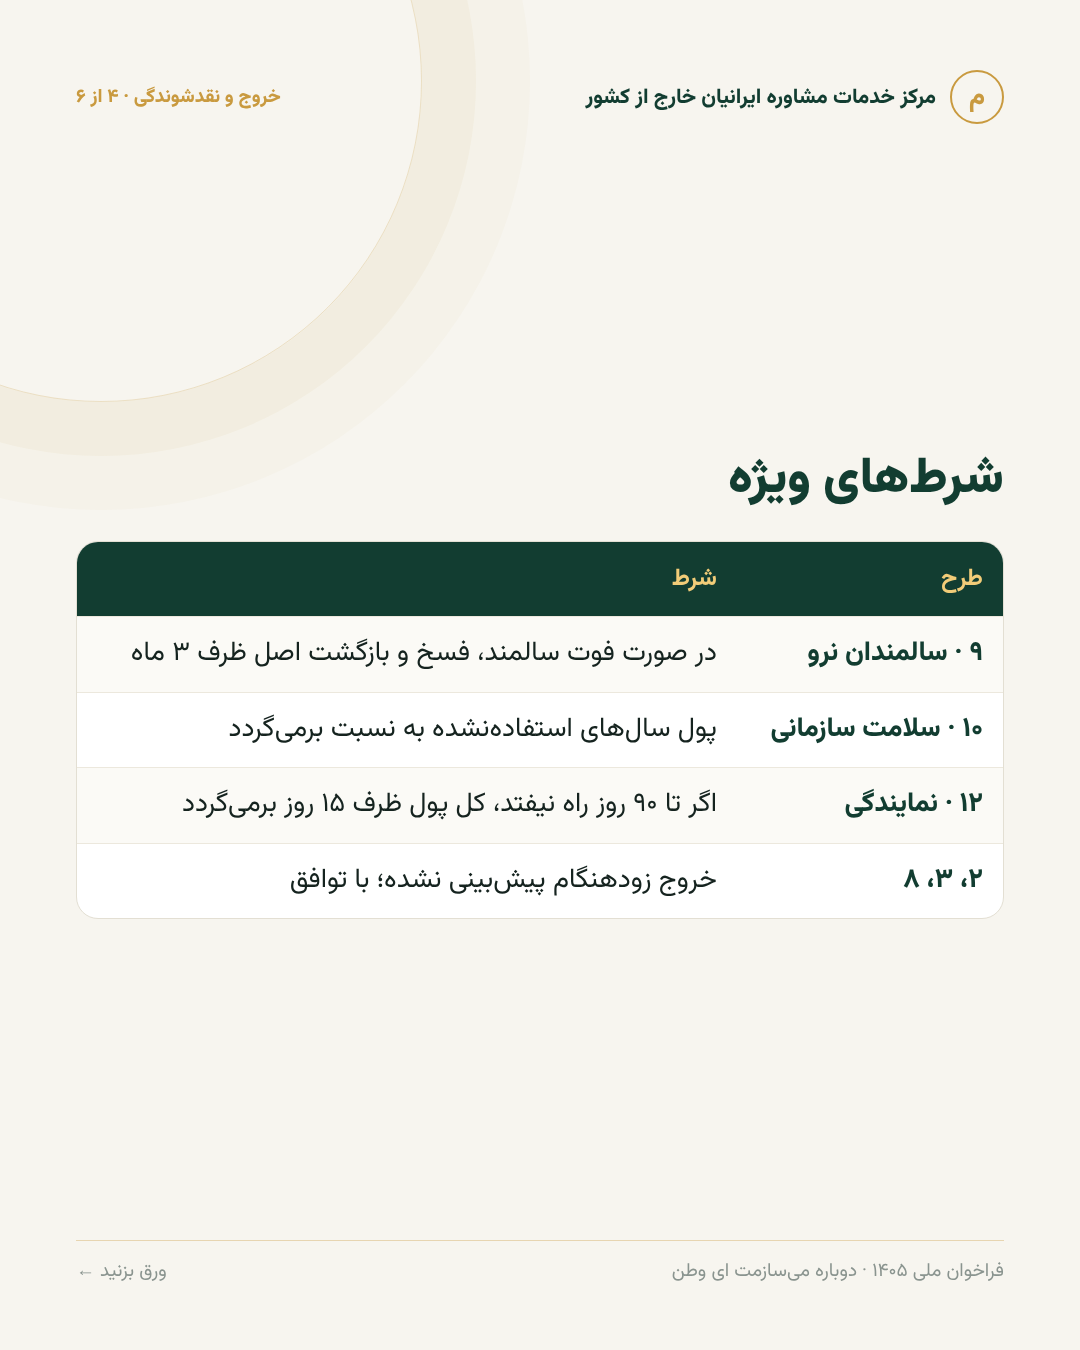 م
مرکز خدمات مشاوره ایرانیان خارج از کشور
خروج و نقدشوندگی · ۴ از ۶
شرط‌های ویژه
طرح شرط
۹ · سالمندان نرو در صورت فوت سالمند، فسخ و بازگشت اصل ظرف ۳ ماه
۱۰ · سلامت سازمانی پول سال‌های استفاده‌نشده به نسبت برمی‌گردد
۱۲ · نمایندگی اگر تا ۹۰ روز راه نیفتد، کل پول ظرف ۱۵ روز برمی‌گردد
۲، ۳، ۸ خروج زودهنگام پیش‌بینی نشده؛ با توافق
فراخوان ملی ۱۴۰۵ · دوباره می‌سازمت ای وطن
ورق بزنید ←